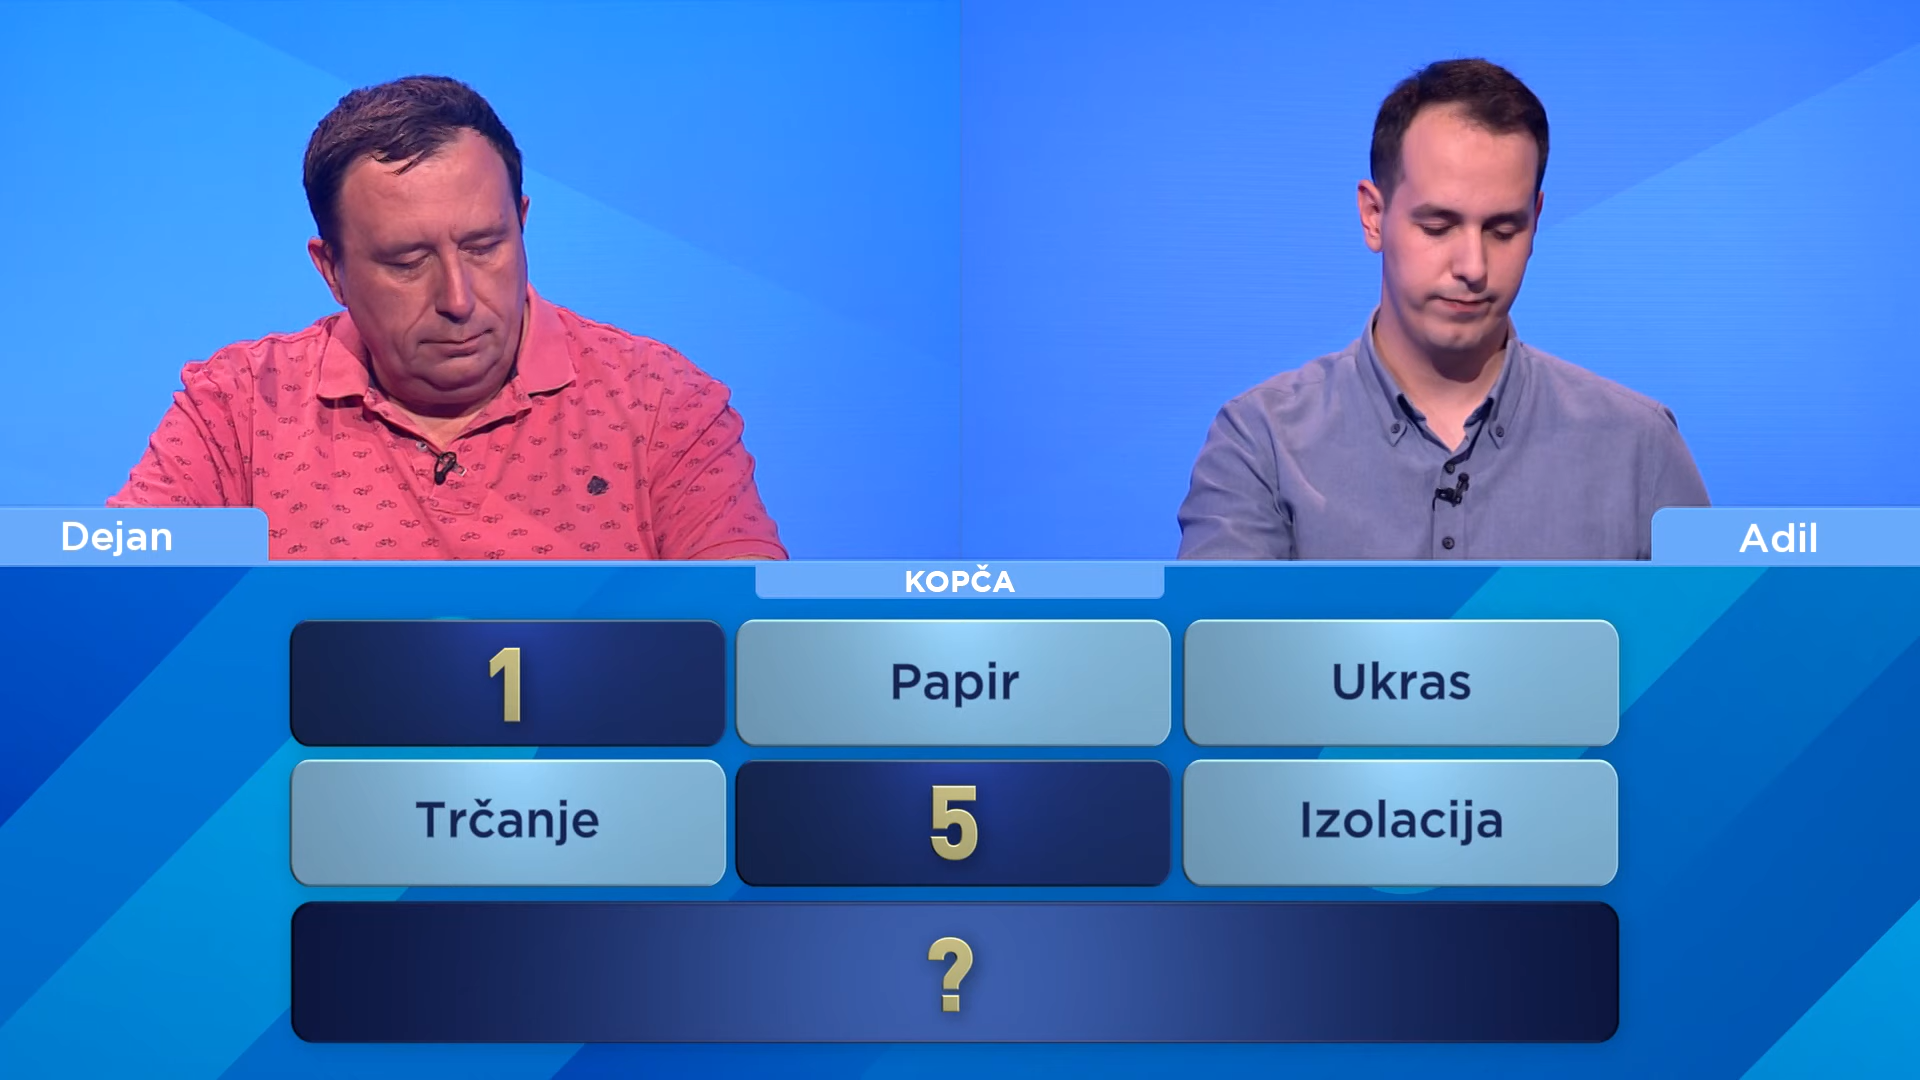 Dejan
Adil
KOPČA
1
Papir
Ukras
Trčanje
5
Izolacija
?